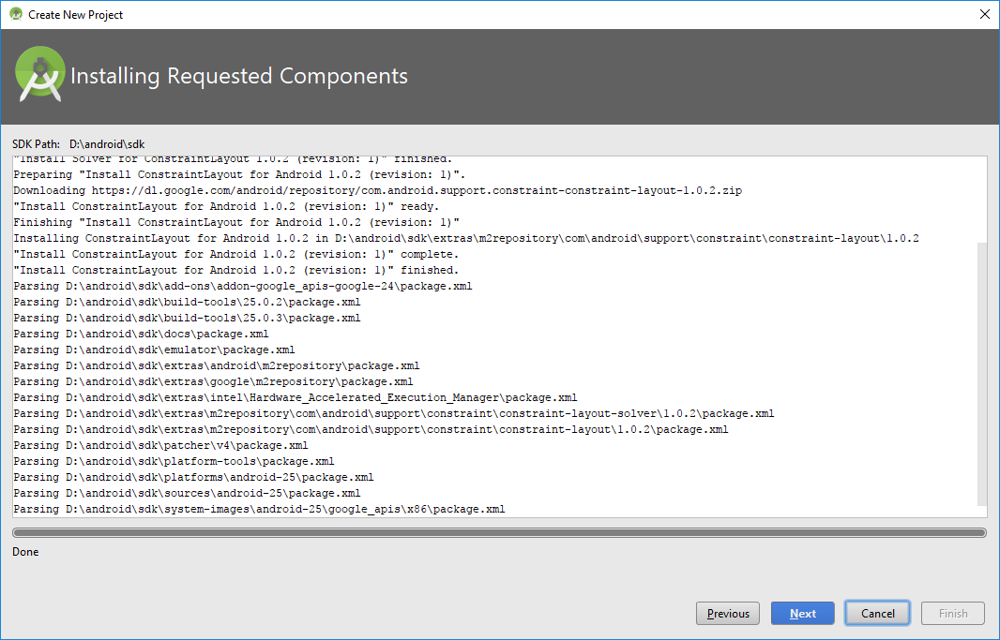 Create New Project
Installing Requested Components
SDK Path: D:\android\sdk
"Install Solver for ConstraintLayout 1.0.2 (revision: 1)" finished.
Preparing "Install ConstraintLayout for Android 1.0.2 (revision: 1)".
Downloading https://dl.google.com/android/repository/com.android.support.constraint-constraint-layout-1.0.2.zip
"Install ConstraintLayout for Android 1.0.2 (revision: 1)" ready.
Finishing "Install ConstraintLayout for Android 1.0.2 (revision: 1)"
Installing ConstraintLayout for Android 1.0.2 in D:\android\sdk\extras\m2repository\com\android\support\constraint\constraint-layout\1.0.2
"Install ConstraintLayout for Android 1.0.2 (revision: 1)" complete.
"Install ConstraintLayout for Android 1.0.2 (revision: 1)" finished.
Parsing D:\android\sdk\add-ons\addon-google_apis-google-24\package.xml
Parsing D:\android\sdk\build-tools\25.0.2\package.xml
Parsing D:\android\sdk\build-tools\25.0.3\package.xml
Parsing D:\android\sdk\docs\package.xml
Parsing D:\android\sdk\emulator\package.xml
Parsing D:\android\sdk\extras\android\m2repository\package.xml
Parsing D:\android\sdk\extras\google\m2repository\package.xml
Parsing D:\android\sdk\extras\intel\Hardware_Accelerated_Execution_Manager\package.xml
Parsing D:\android\sdk\extras\m2repository\com\android\support\constraint\constraint-layout-solver\1.0.2\package.xml
Parsing D:\android\sdk\extras\m2repository\com\android\support\constraint\constraint-layout\1.0.2\package.xml
Parsing D:\android\sdk\patcher\v4\package.xml
Parsing D:\android\sdk\platform-tools\package.xml
Parsing D:\android\sdk\platforms\android-25\package.xml
Parsing D:\android\sdk\sources\android-25\package.xml
Parsing D:\android\sdk\system-images\android-25\google_apis\x86\package.xml
Done
Previous Next Cancel Finish